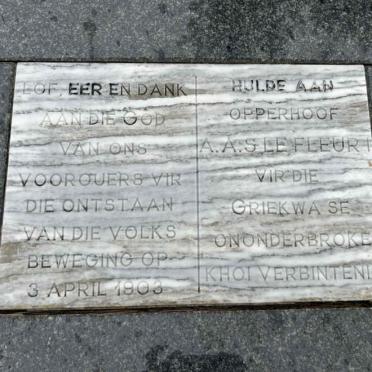 LOF, EER EN DANK
AAN DIE GOD
VAN ONS
VOOROUERS VIR
DIE ONTSTAAN
VAN DIE VOLKS
BEWEGING OP
3 APRIL 1903
HULDE AAN
OPPERHOOF
A.A.S LE FLEUR I
VIR DIE
GRIEKWA SE
ONONDERBROKE
KHOI VERBINTENI